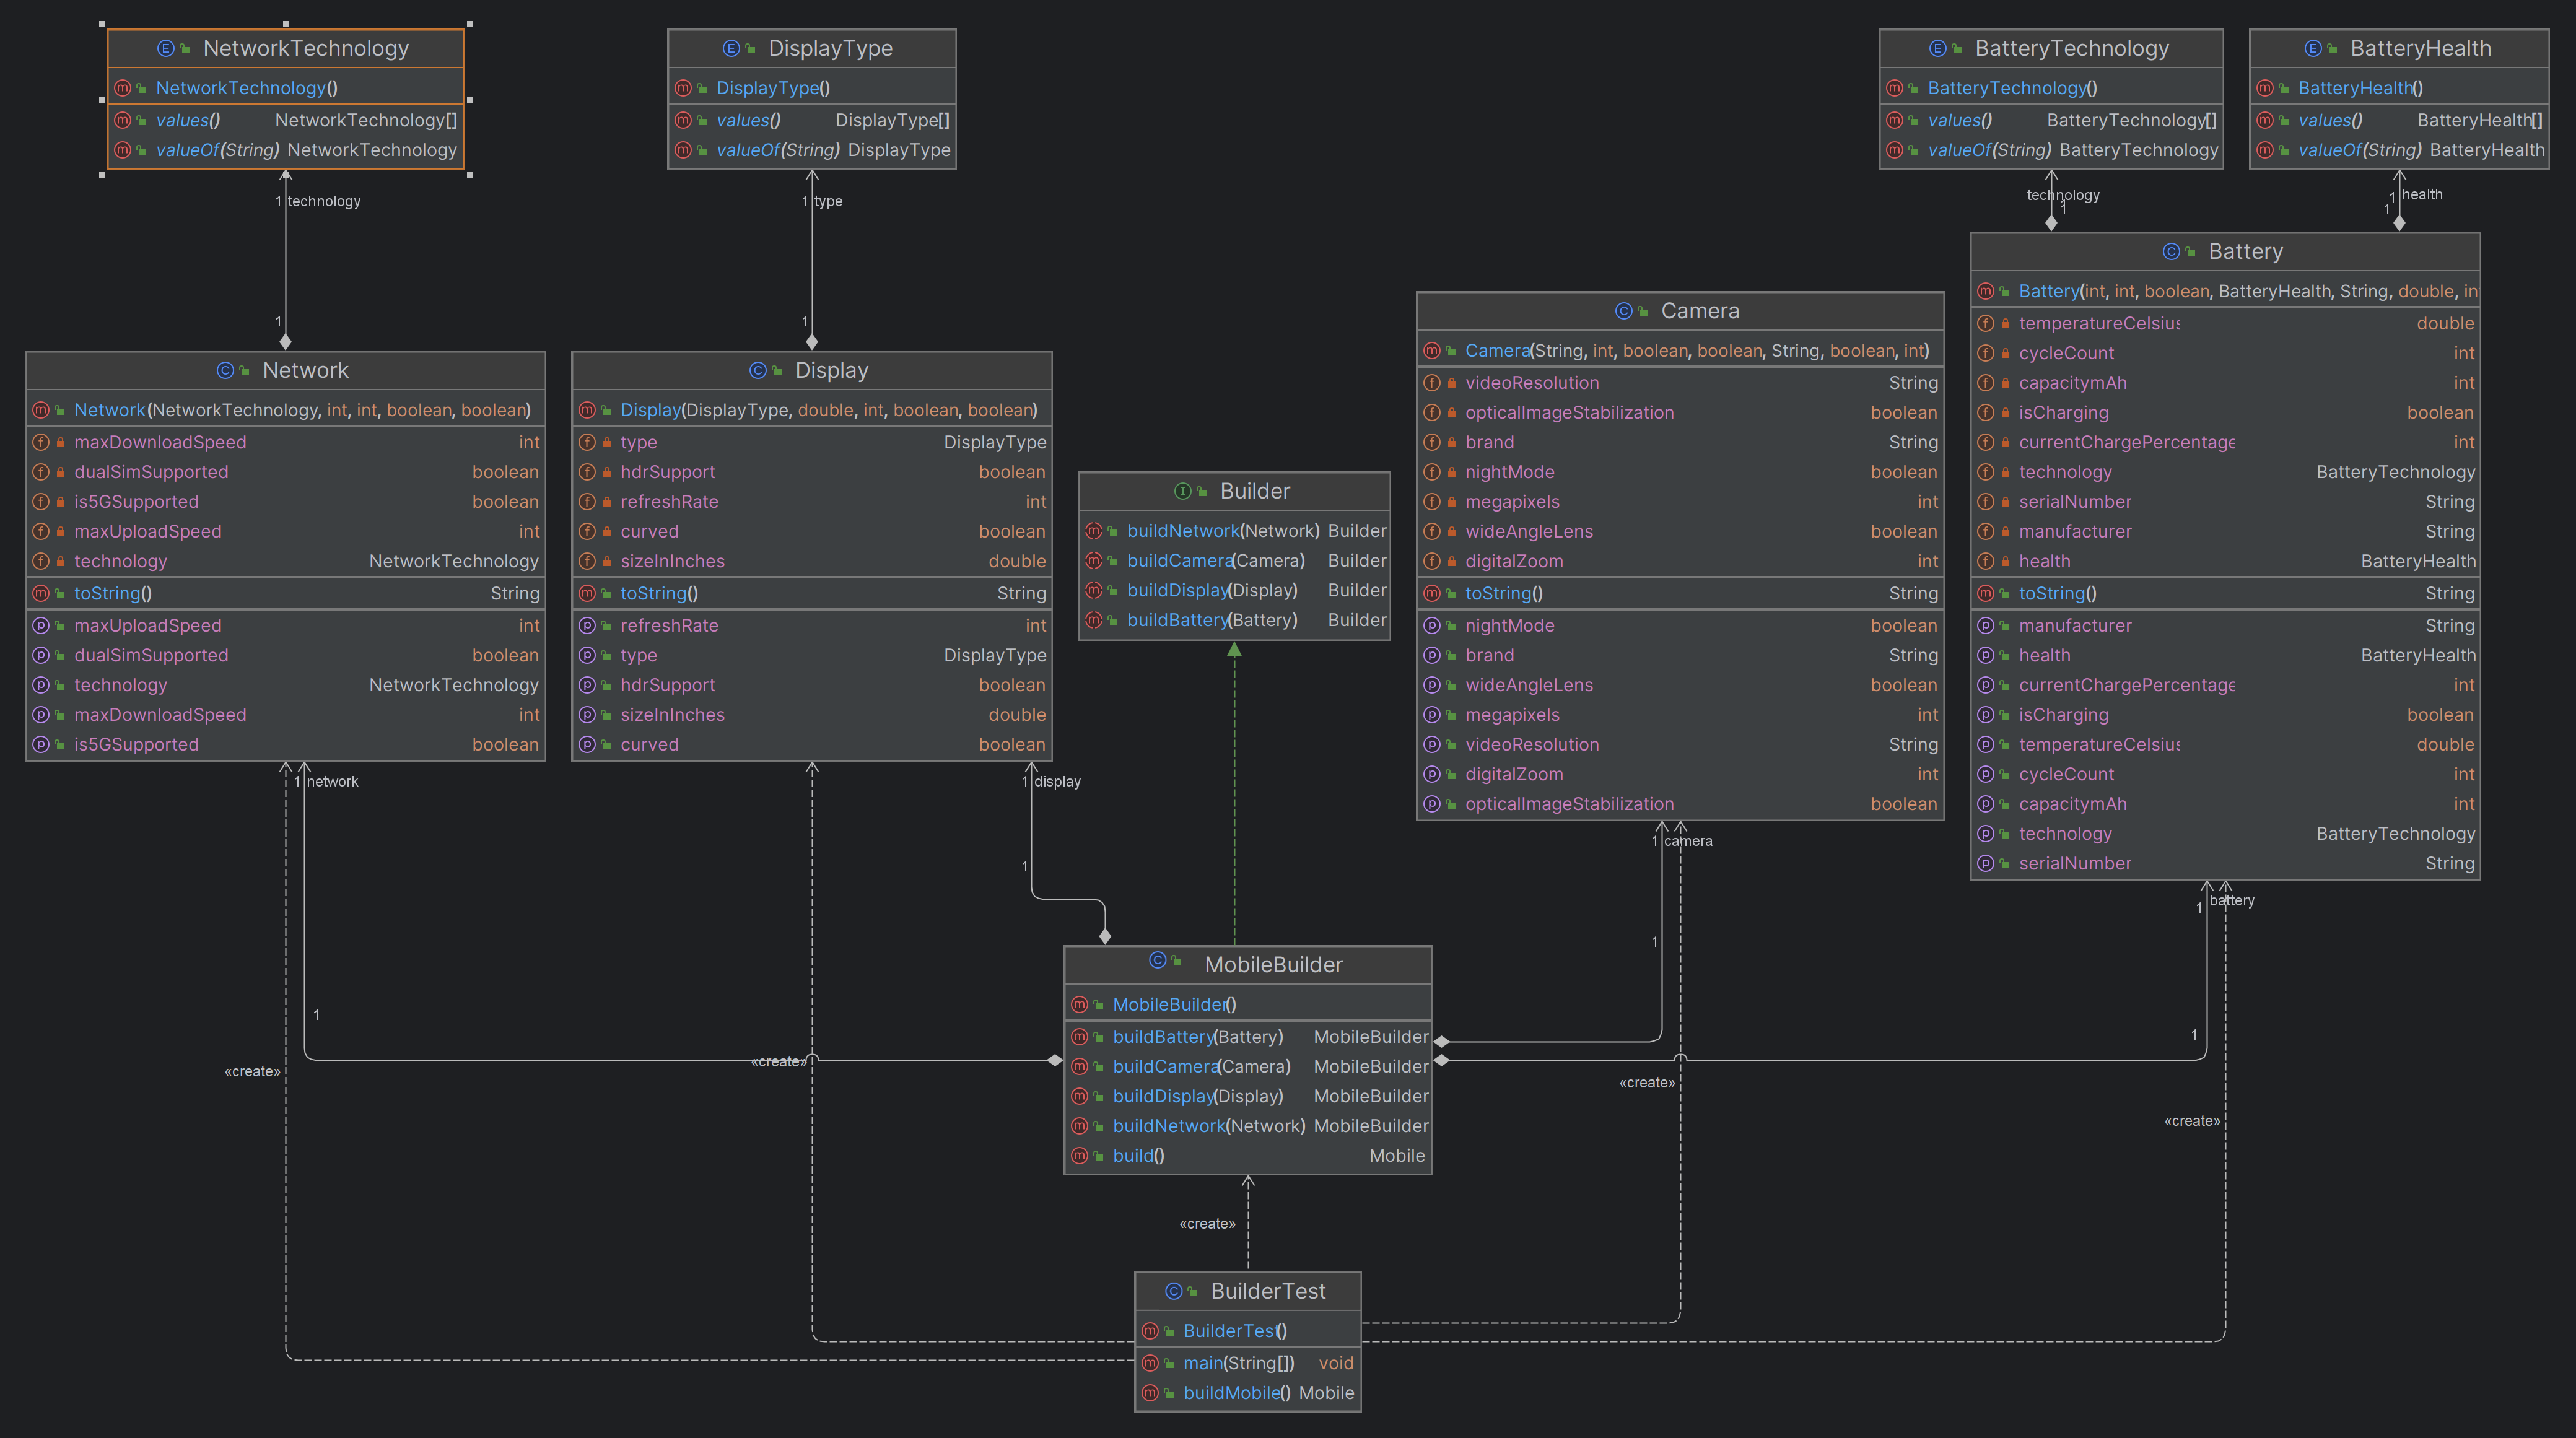 NetworkTechnology
NetworkTechnology()
values() NetworkTechnology[]
valueOf(String) NetworkTechnology
DisplayType
DisplayType()
values() DisplayType[]
valueOf(String) DisplayType
BatteryTechnology
BatteryTechnology()
values() BatteryTechnology[]
valueOf(String) BatteryTechnology
BatteryHealth
BatteryHealth()
values() BatteryHealth[]
valueOf(String) BatteryHealth
1 technology
1
1 type
1
technology
1
1 health
1
Network
Network(NetworkTechnology, int, int, boolean, boolean)
maxDownloadSpeed int
dualSimSupported boolean
is5GSupported boolean
maxUploadSpeed int
technology NetworkTechnology
toString() String
maxUploadSpeed int
dualSimSupported boolean
technology NetworkTechnology
maxDownloadSpeed int
is5GSupported boolean
Display
Display(DisplayType, double, int, boolean, boolean)
type DisplayType
hdrSupport boolean
refreshRate int
curved boolean
sizeInInches double
toString() String
refreshRate int
type DisplayType
hdrSupport boolean
sizeInInches double
curved boolean
Builder
buildNetwork(Network) Builder
buildCamera(Camera) Builder
buildDisplay(Display) Builder
buildBattery(Battery) Builder
Camera
Camera(String, int, boolean, boolean, String, boolean, int)
videoResolution String
opticalImageStabilization boolean
brand String
nightMode boolean
megapixels int
wideAngleLens boolean
digitalZoom int
toString() String
nightMode boolean
brand String
wideAngleLens boolean
megapixels int
videoResolution String
digitalZoom int
opticalImageStabilization boolean
Battery
Battery(int, int, boolean, BatteryHealth, String, double, in
temperatureCelsius double
cycleCount int
capacitymAh int
isCharging boolean
currentChargePercentage int
technology BatteryTechnology
serialNumber String
manufacturer String
health BatteryHealth
toString() String
manufacturer String
health BatteryHealth
currentChargePercentage int
isCharging boolean
temperatureCelsius double
cycleCount int
capacitymAh int
technology BatteryTechnology
serialNumber String
1 network
1
1 display
1
1 camera
1
1 battery
1
«create»
«create»
«create»
«create»
MobileBuilder
MobileBuilder()
buildBattery(Battery) MobileBuilder
buildCamera(Camera) MobileBuilder
buildDisplay(Display) MobileBuilder
buildNetwork(Network) MobileBuilder
build() Mobile
«create»
BuilderTest
BuilderTest()
main(String[]) void
buildMobile() Mobile